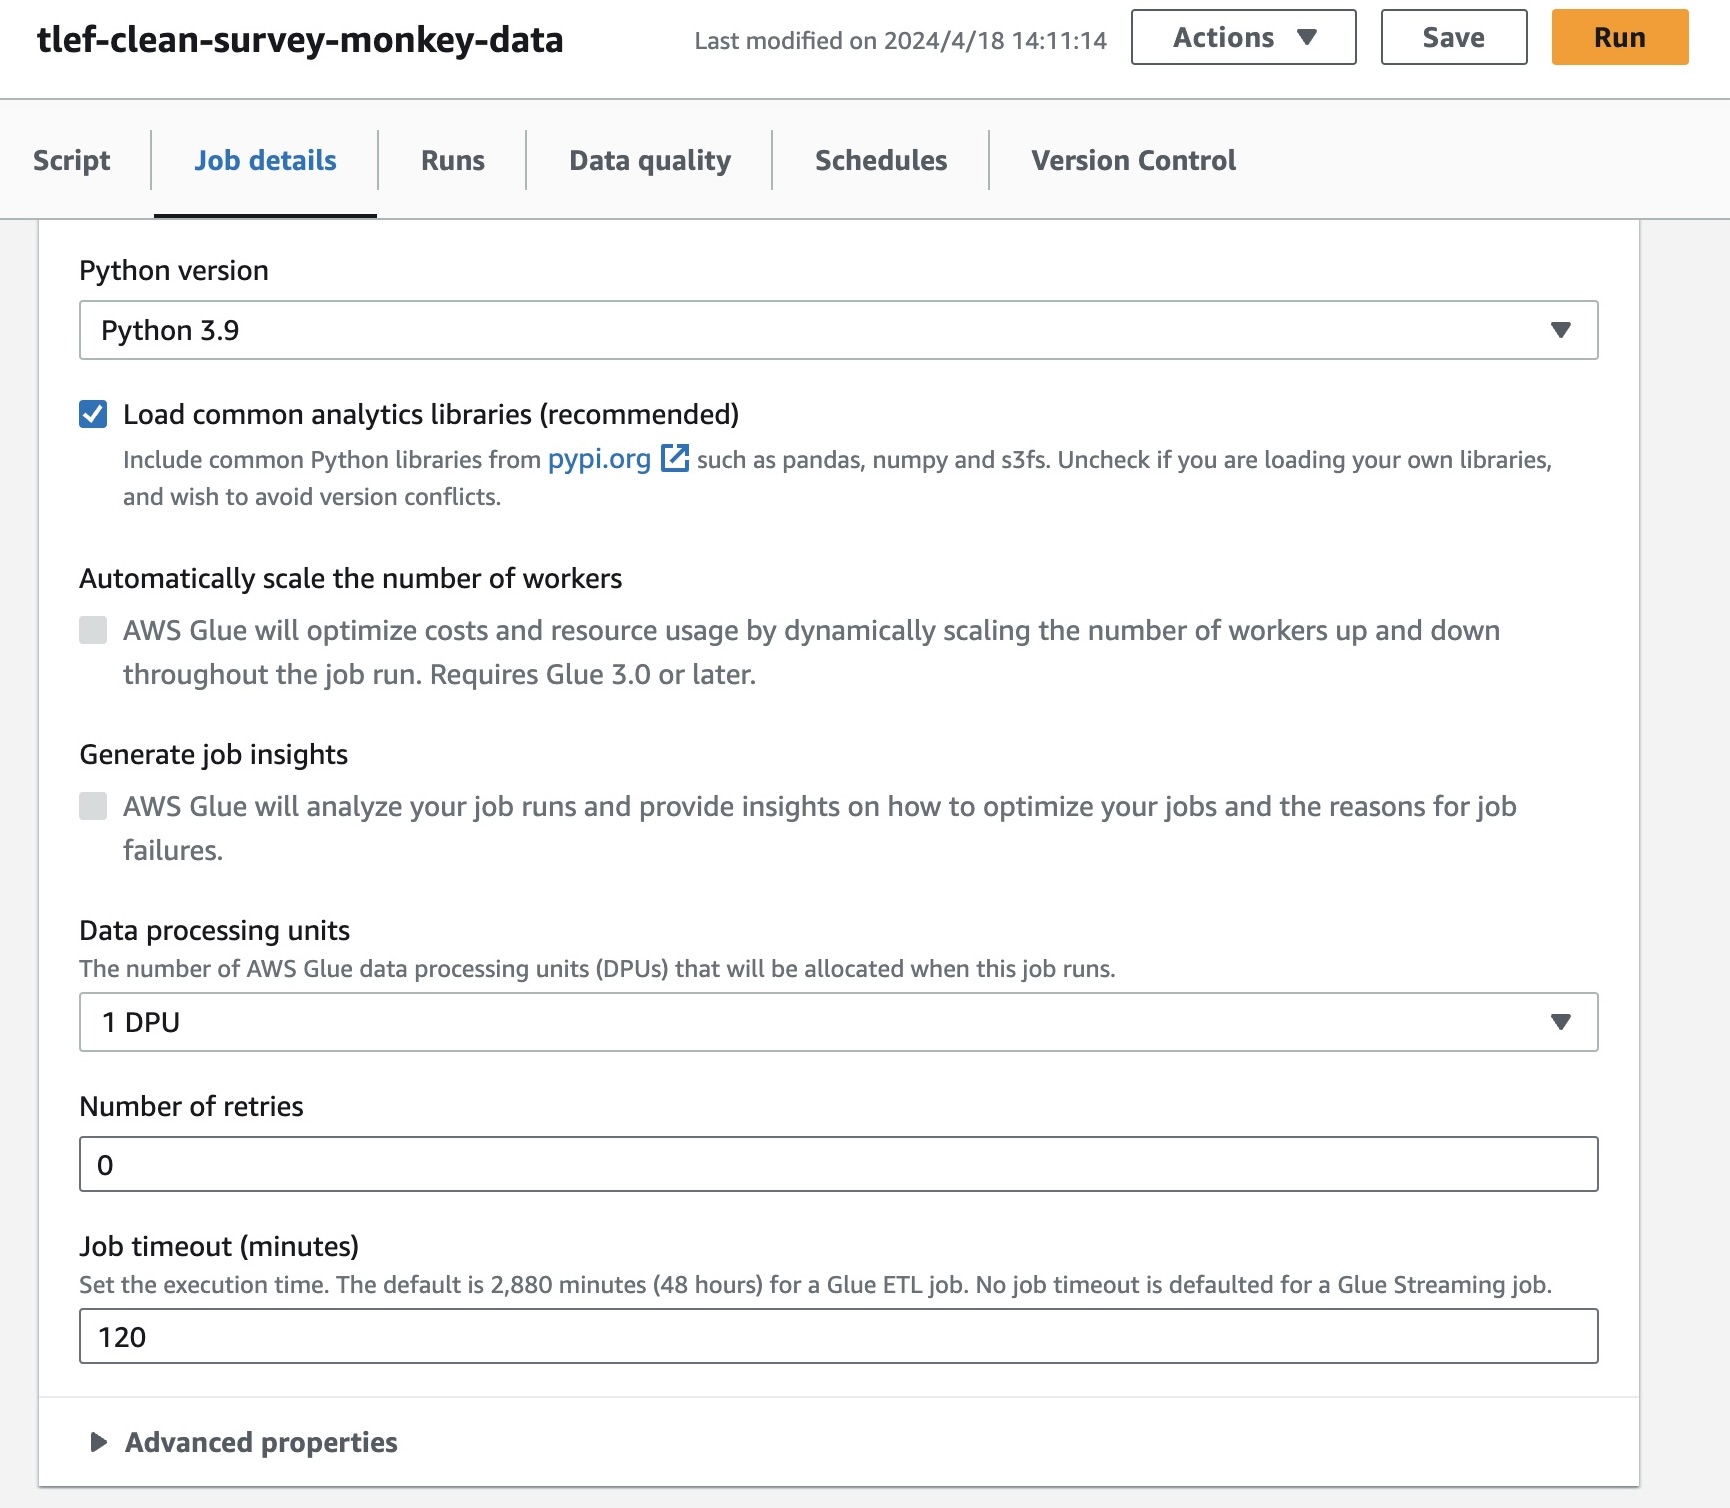 tlef-clean-survey-monkey-data
Last modified on 2024/4/18 14:11:14
Actions
Save
Run
Script
Job details
Runs
Data quality
Schedules
Version Control
Python version
Python 3.9
Load common analytics libraries (recommended)
Include common Python libraries from pypi.org such as pandas, numpy and s3fs. Uncheck if you are loading your own libraries,
and wish to avoid version conflicts.
Automatically scale the number of workers
AWS Glue will optimize costs and resource usage by dynamically scaling the number of workers up and down
throughout the job run. Requires Glue 3.0 or later.
Generate job insights
AWS Glue will analyze your job runs and provide insights on how to optimize your jobs and the reasons for job
failures.
Data processing units
The number of AWS Glue data processing units (DPUs) that will be allocated when this job runs.
1 DPU
Number of retries
0
Job timeout (minutes)
Set the execution time. The default is 2,880 minutes (48 hours) for a Glue ETL job. No job timeout is defaulted for a Glue Streaming job.
120
Advanced properties